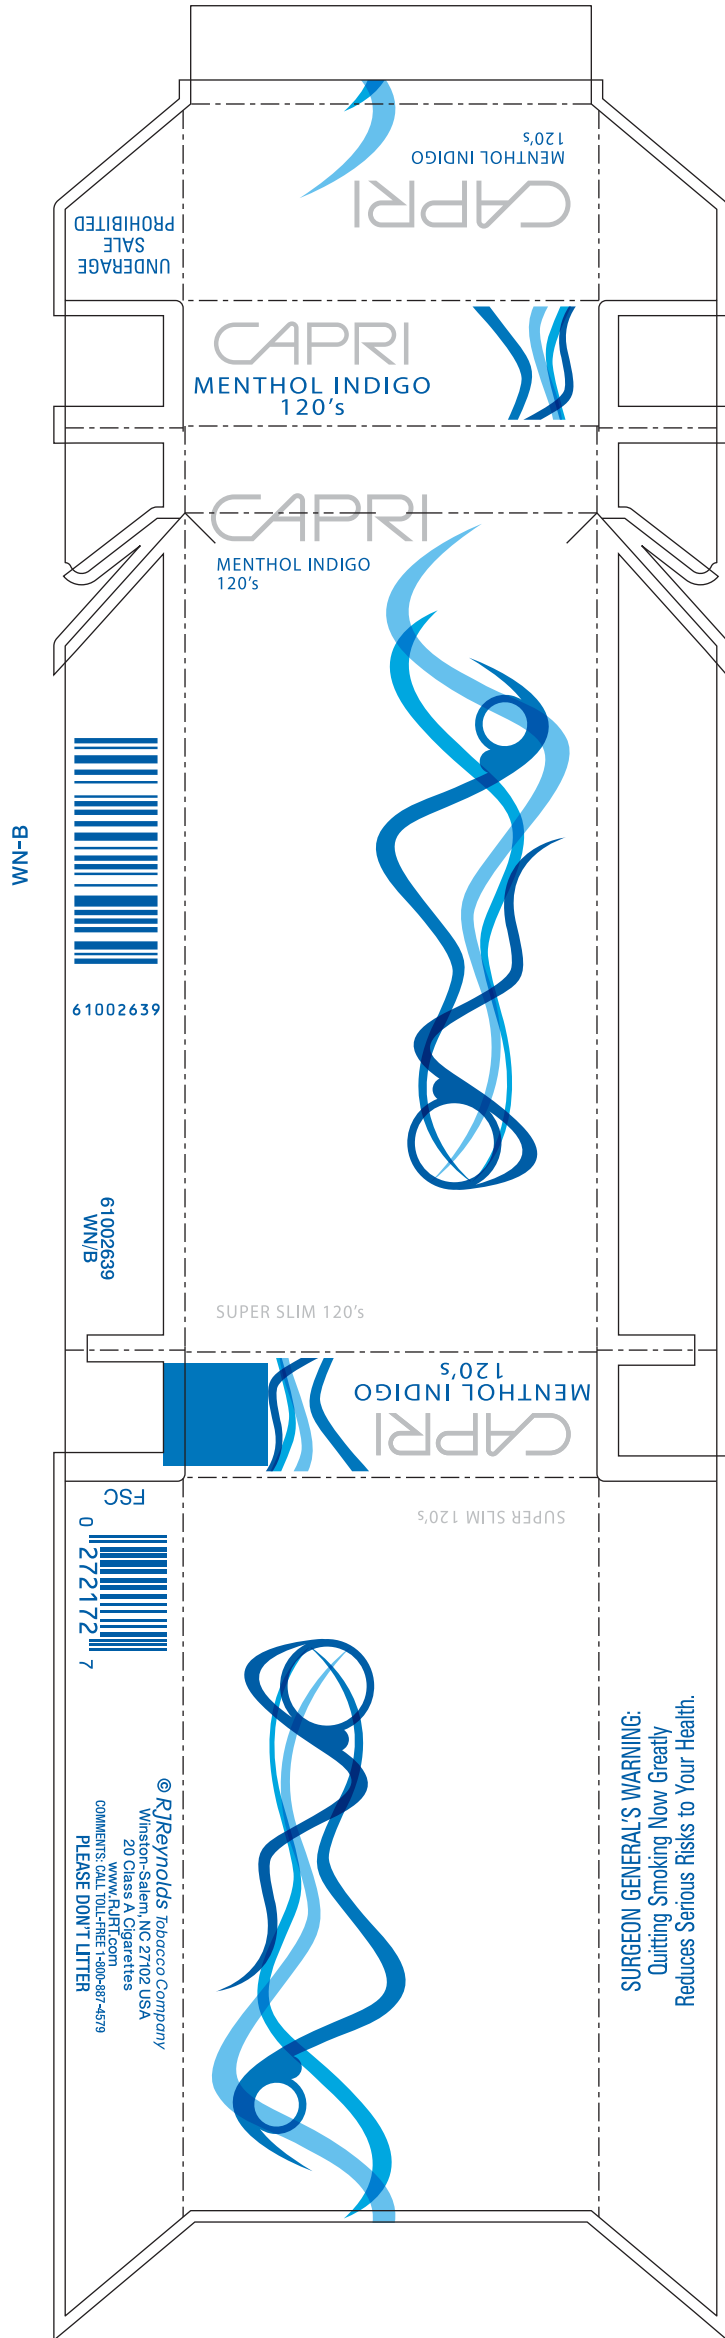 MENTHOL INDIGO
120's
CAPRI
UNDERAGE
SALE
PROHIBITED
CAPRI
MENTHOL INDIGO
120's
CAPRI
MENTHOL INDIGO
120's
WN-B
61002639
61002639
WN/B
SUPER SLIM 120's
CAPRI
MENTHOL INDIGO
120's
SUPER SLIM 120's
FSC
0 272172 7
© RJReynolds Tobacco Company
Winston-Salem, NC 27102 USA
20 Class A Cigarettes
www.RJRT.com
COMMENTS: CALL TOLL-FREE 1-800-887-4579
PLEASE DON'T LITTER
SURGEON GENERAL'S WARNING:
Quitting Smoking Now Greatly
Reduces Serious Risks to Your Health.